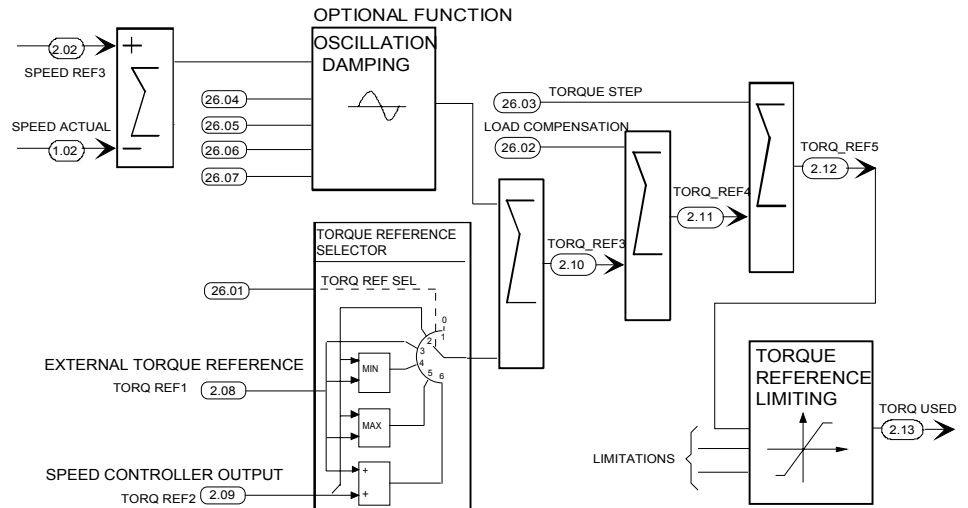 OPTIONAL FUNCTION
OSCILLATION
DAMPING
2.02
+
SPEED REF3
SPEED ACTUAL
1.02
−
26.04
26.05
26.06
26.07
26.03
TORQUE STEP
LOAD COMPENSATION
26.02
TORQ_REF5
2.12
TORQ_REF4
2.11
TORQ_REF3
2.10
TORQUE REFERENCE
SELECTOR
26.01
TORQ REF SEL
0
1
2
3
4
5
6
EXTERNAL TORQUE REFERENCE
TORQ REF1
2.08
MIN
MAX
+
+
SPEED CONTROLLER OUTPUT
TORQ REF2
2.09
TORQUE
REFERENCE
LIMITING
TORQ USED
2.13
LIMITATIONS